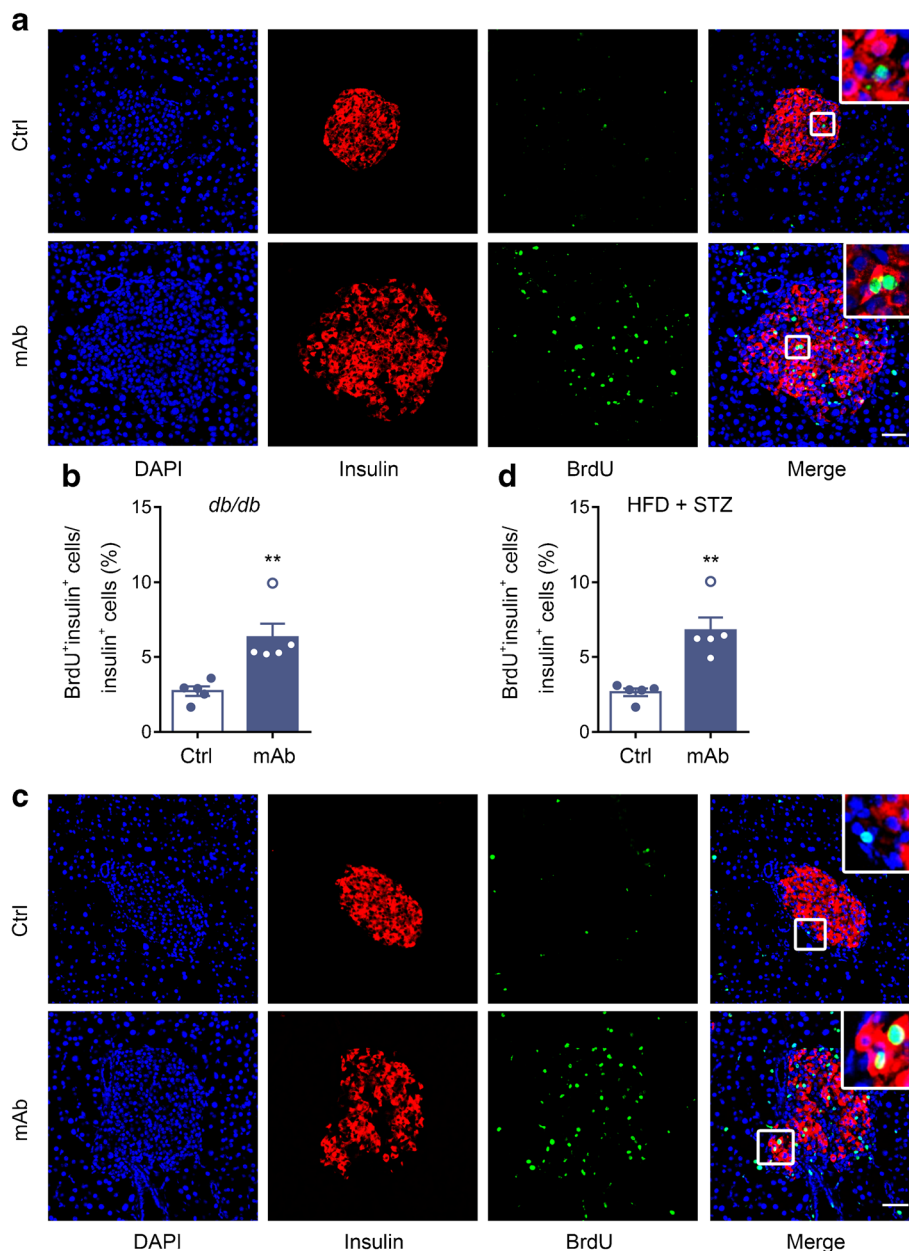 a
Ctrl
mAb
DAPI Insulin BrdU Merge
b
db/db
BrdU⁺insulin⁺ cells/
insulin⁺ cells (%)
15
**
10
5
0
Ctrl mAb
d
HFD + STZ
BrdU⁺insulin⁺ cells/
insulin⁺ cells (%)
15
**
10
5
0
Ctrl mAb
c
Ctrl
mAb
DAPI Insulin BrdU Merge